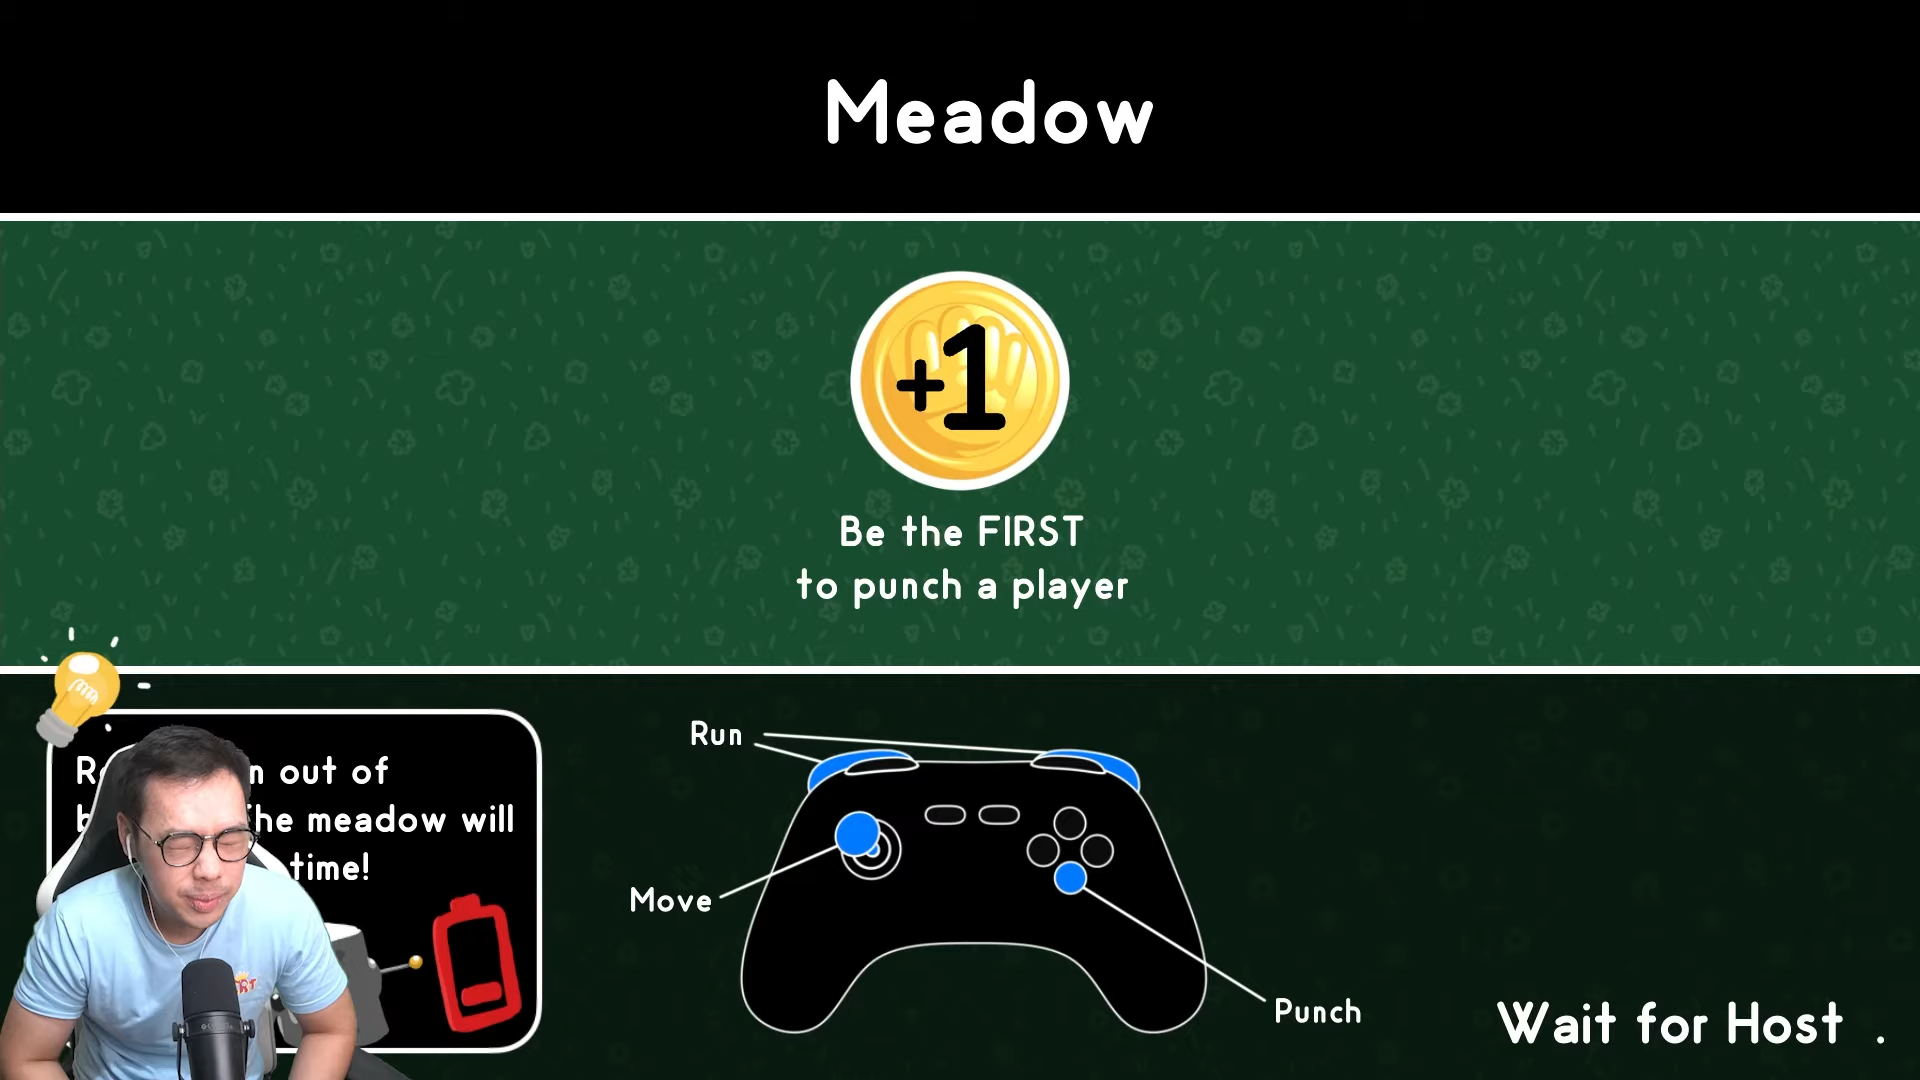 Meadow
+1
Be the FIRST
to punch a player
out of
meadow will
time!
Run
Move
Punch
Wait for Host .